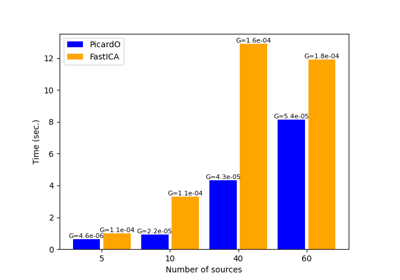 PicardO
FastICA
G=4.6e-06
G=1.1e-04
G=2.2e-05
G=1.1e-04
G=4.3e-05
G=1.6e-04
G=5.4e-05
G=1.8e-04
Time (sec.)
12
10
8
6
4
2
0
5 10 40 60
Number of sources